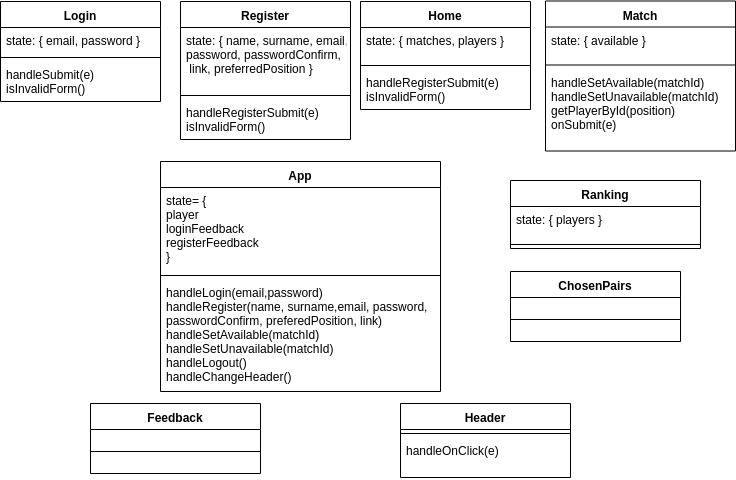 Login
state: { email, password }
handleSubmit(e)
isInvalidForm()
Register
state: { name, surname, email,
password, passwordConfirm,
link, preferredPosition }
handleRegisterSubmit(e)
isInvalidForm()
Home
state: { matches, players }
handleRegisterSubmit(e)
isInvalidForm()
Match
state: { available }
handleSetAvailable(matchId)
handleSetUnavailable(matchId)
getPlayerById(position)
onSubmit(e)
App
state= {
player
loginFeedback
registerFeedback
}
handleLogin(email,password)
handleRegister(name, surname,email, password,
passwordConfirm, preferedPosition, link)
handleSetAvailable(matchId)
handleSetUnavailable(matchId)
handleLogout()
handleChangeHeader()
Ranking
state: { players }
ChosenPairs
Feedback
Header
handleOnClick(e)